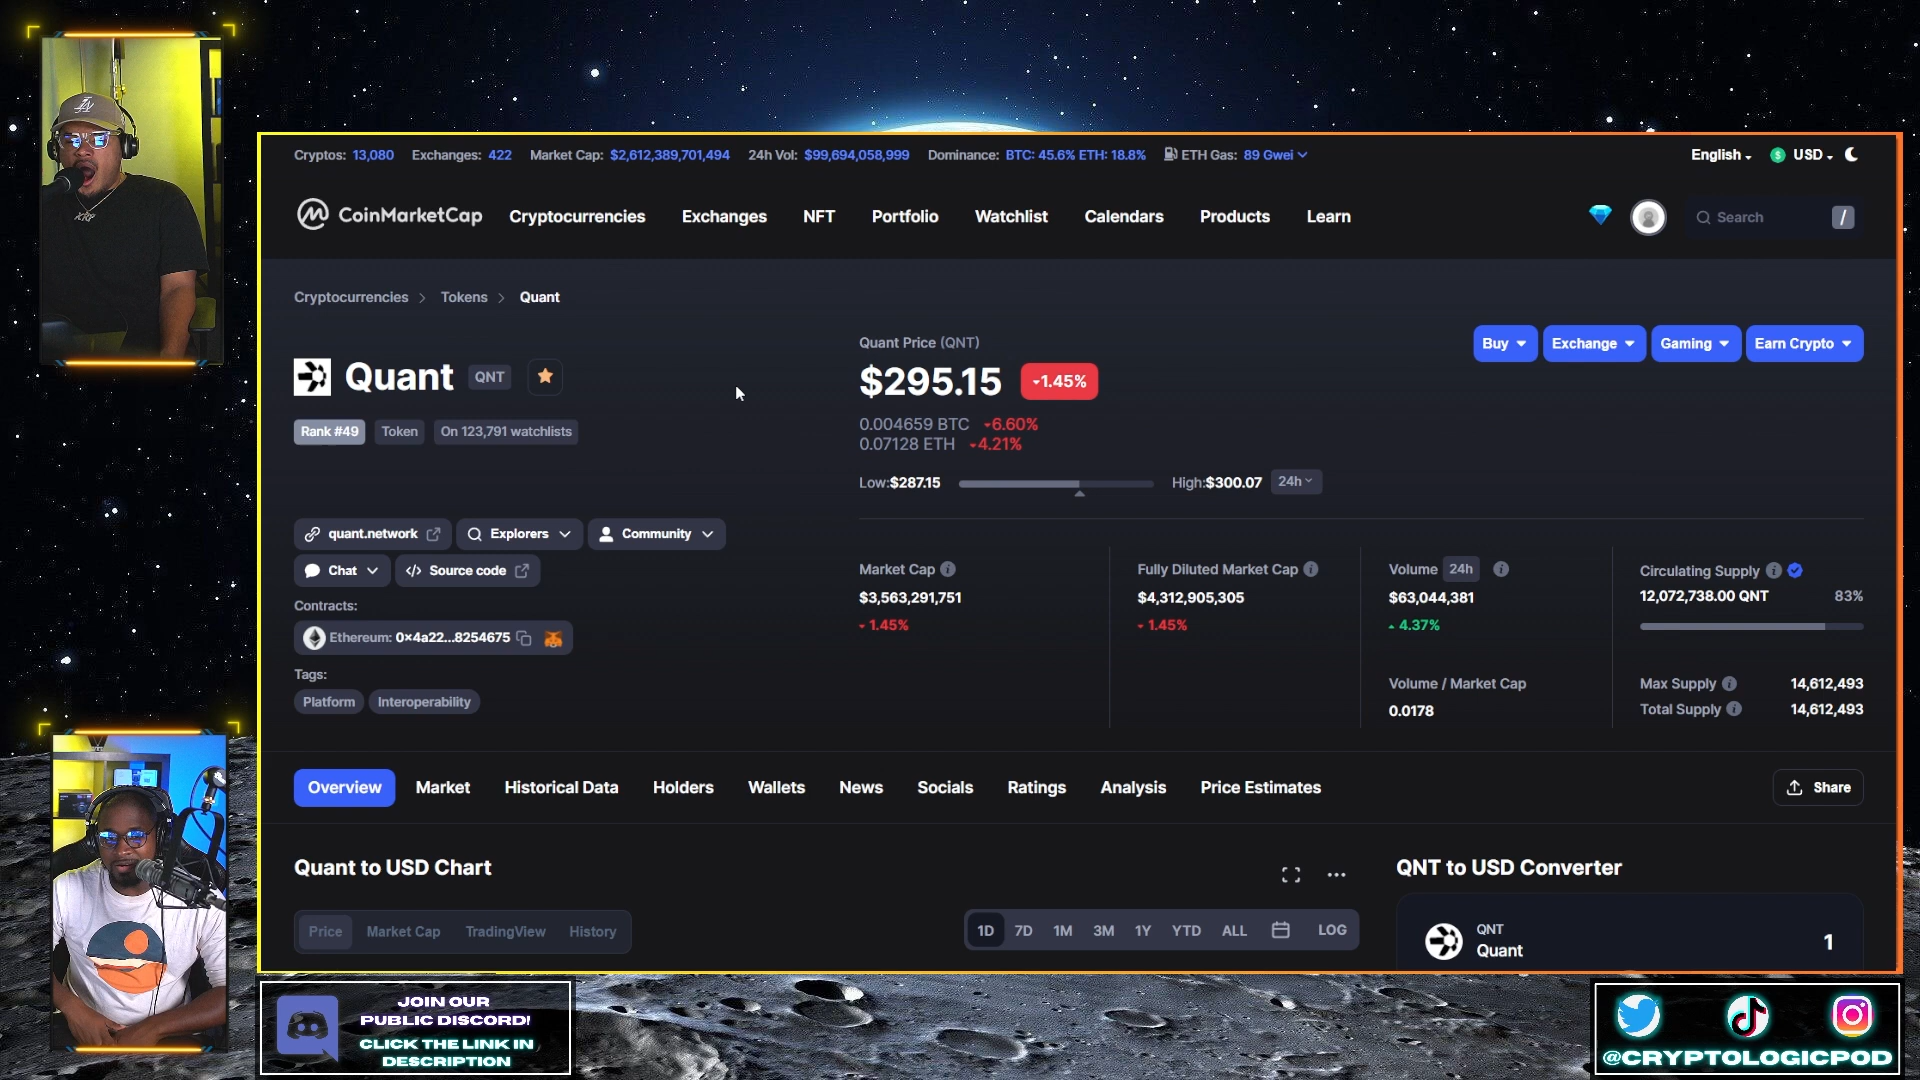 Cryptos: 13,080 Exchanges: 422 Market Cap: $2,612,389,701,494 24h Vol: $99,694,058,999 Dominance: BTC: 45.6% ETH: 18.8% ETH Gas: 89 Gwei
English USD
CoinMarketCap Cryptocurrencies Exchanges NFT Portfolio Watchlist Calendars Products Learn Search /
Cryptocurrencies > Tokens > Quant
Quant QNT
Rank #49 Token On 123,791 watchlists
Quant Price (QNT)
$295.15 1.45%
0.004659 BTC 6.60%
0.07128 ETH 4.21%
Low:$287.15 High:$300.07 24h
Buy Exchange Gaming Earn Crypto
quant.network Explorers Community
Chat </> Source code
Contracts:
Ethereum: 0x4a22...8254675
Tags:
Platform Interoperability
Market Cap
$3,563,291,751
1.45%
Fully Diluted Market Cap
$4,312,905,305
1.45%
Volume 24h
$63,044,381
4.37%
Volume / Market Cap
0.0178
Circulating Supply
12,072,738.00 QNT 83%
Max Supply 14,612,493
Total Supply 14,612,493
Overview Market Historical Data Holders Wallets News Socials Ratings Analysis Price Estimates Share
Quant to USD Chart
Price Market Cap TradingView History
1D 7D 1M 3M 1Y YTD ALL LOG
QNT to USD Converter
QNT
Quant 1
JOIN OUR
PUBLIC DISCORD!
CLICK THE LINK IN
DESCRIPTION
@CRYPTOLOGICPOD